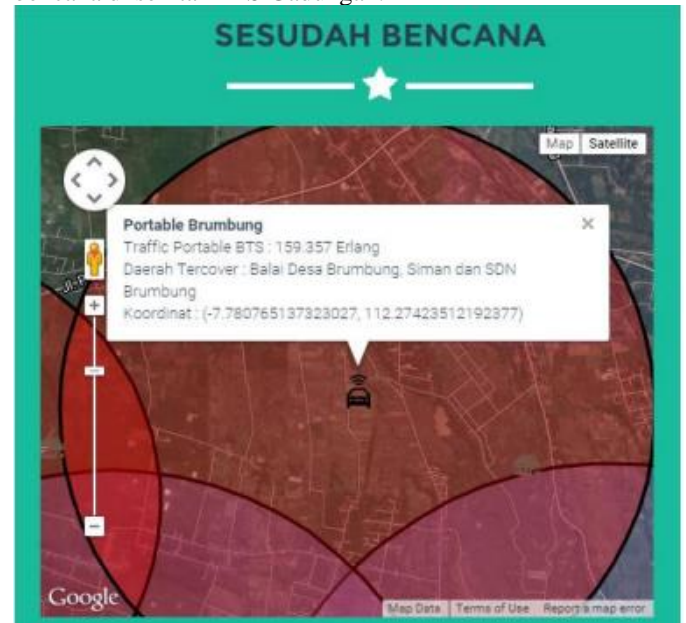 SESUDAH BENCANA
Map Satellite
Portable Brumbung
Traffic Portable BTS : 159.357 Erlang
Daerah Tercover : Balai Desa Brumbung, Siman dan SDN
Brumbung
Koordinat : (-7.780765137323027, 112.27423512192377)
Google
Map Data Terms of Use Report a map error